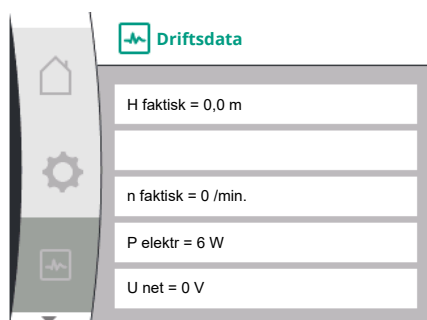 Driftsdata
H faktisk = 0,0 m
n faktisk = 0 /min.
P elektr = 6 W
U net = 0 V